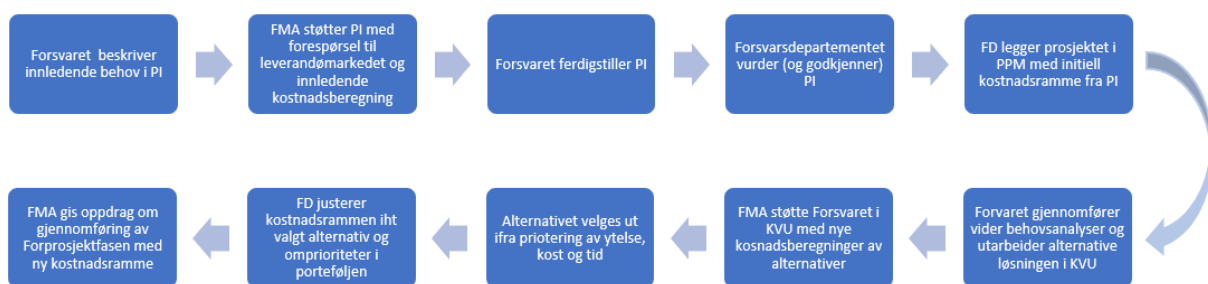 Forsvaret  beskriver
innledende behov i PI
FMA støtter PI med
forespørsel til
leverandømarkedet og
innledende
kostnadsberegning
Forsvaret ferdigstiller PI
Forsvarsdepartementet
vurder (og godkjenner)
PI
FD legger prosjektet i
PPM med initiell
kostnadsramme fra PI
Forvaret gjennomfører
vider behovsanalyser og
utarbeider alternative
løsningen i KVU
FMA støtte Forsvaret i
KVU med nye
kosnadsberegninger av
alternativer
Alternativet velges ut
ifra priotering av ytelse,
kost og tid
FD justerer
kostnadsrammen iht
valgt alternativ og
omprioriteter i
porteføljen
FMA gis oppdrag om
gjennomføring av
Forprosjektfasen med
ny kostnadsramme